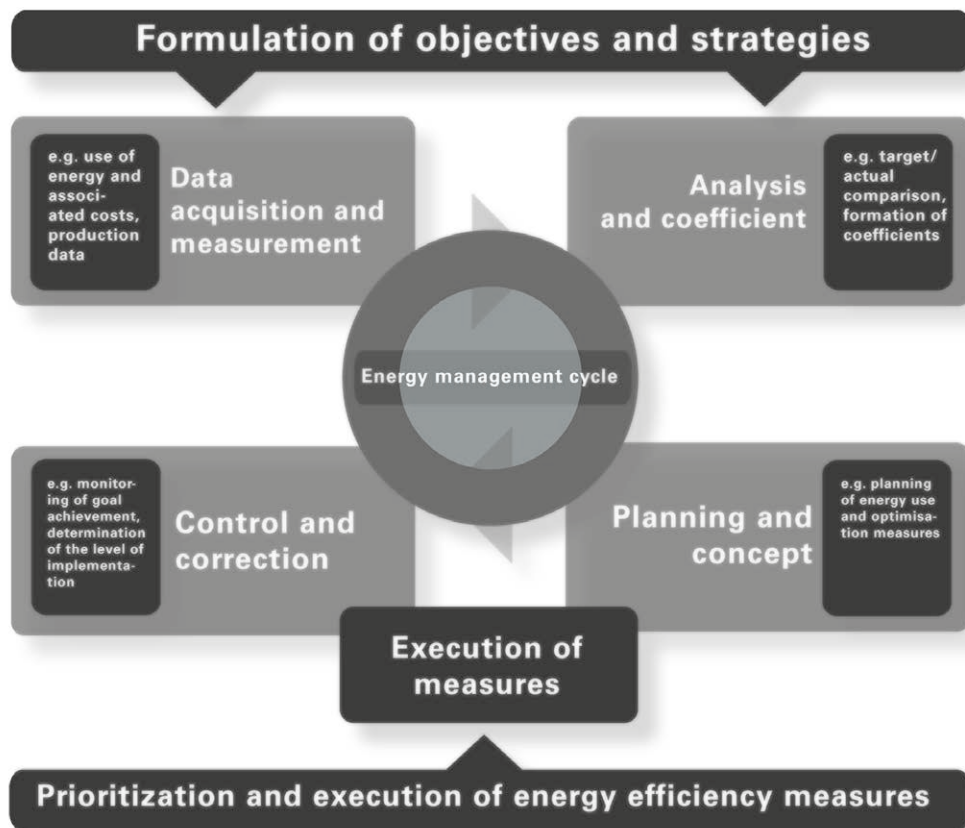 Formulation of objectives and strategies
e.g. use of
energy and
associ-
ated costs,
production
data
Data
acquisition and
measurement
Analysis
and coefficient
e.g. target/
actual
comparison,
formation of
coefficients
Energy management cycle
e.g. monitor-
ing of goal
achievement,
determination
of the level of
implementa-
tion
Control and
correction
Planning and
concept
e.g. planning
of energy use
and optimisa-
tion measures
Execution of
measures
Prioritization and execution of energy efficiency measures